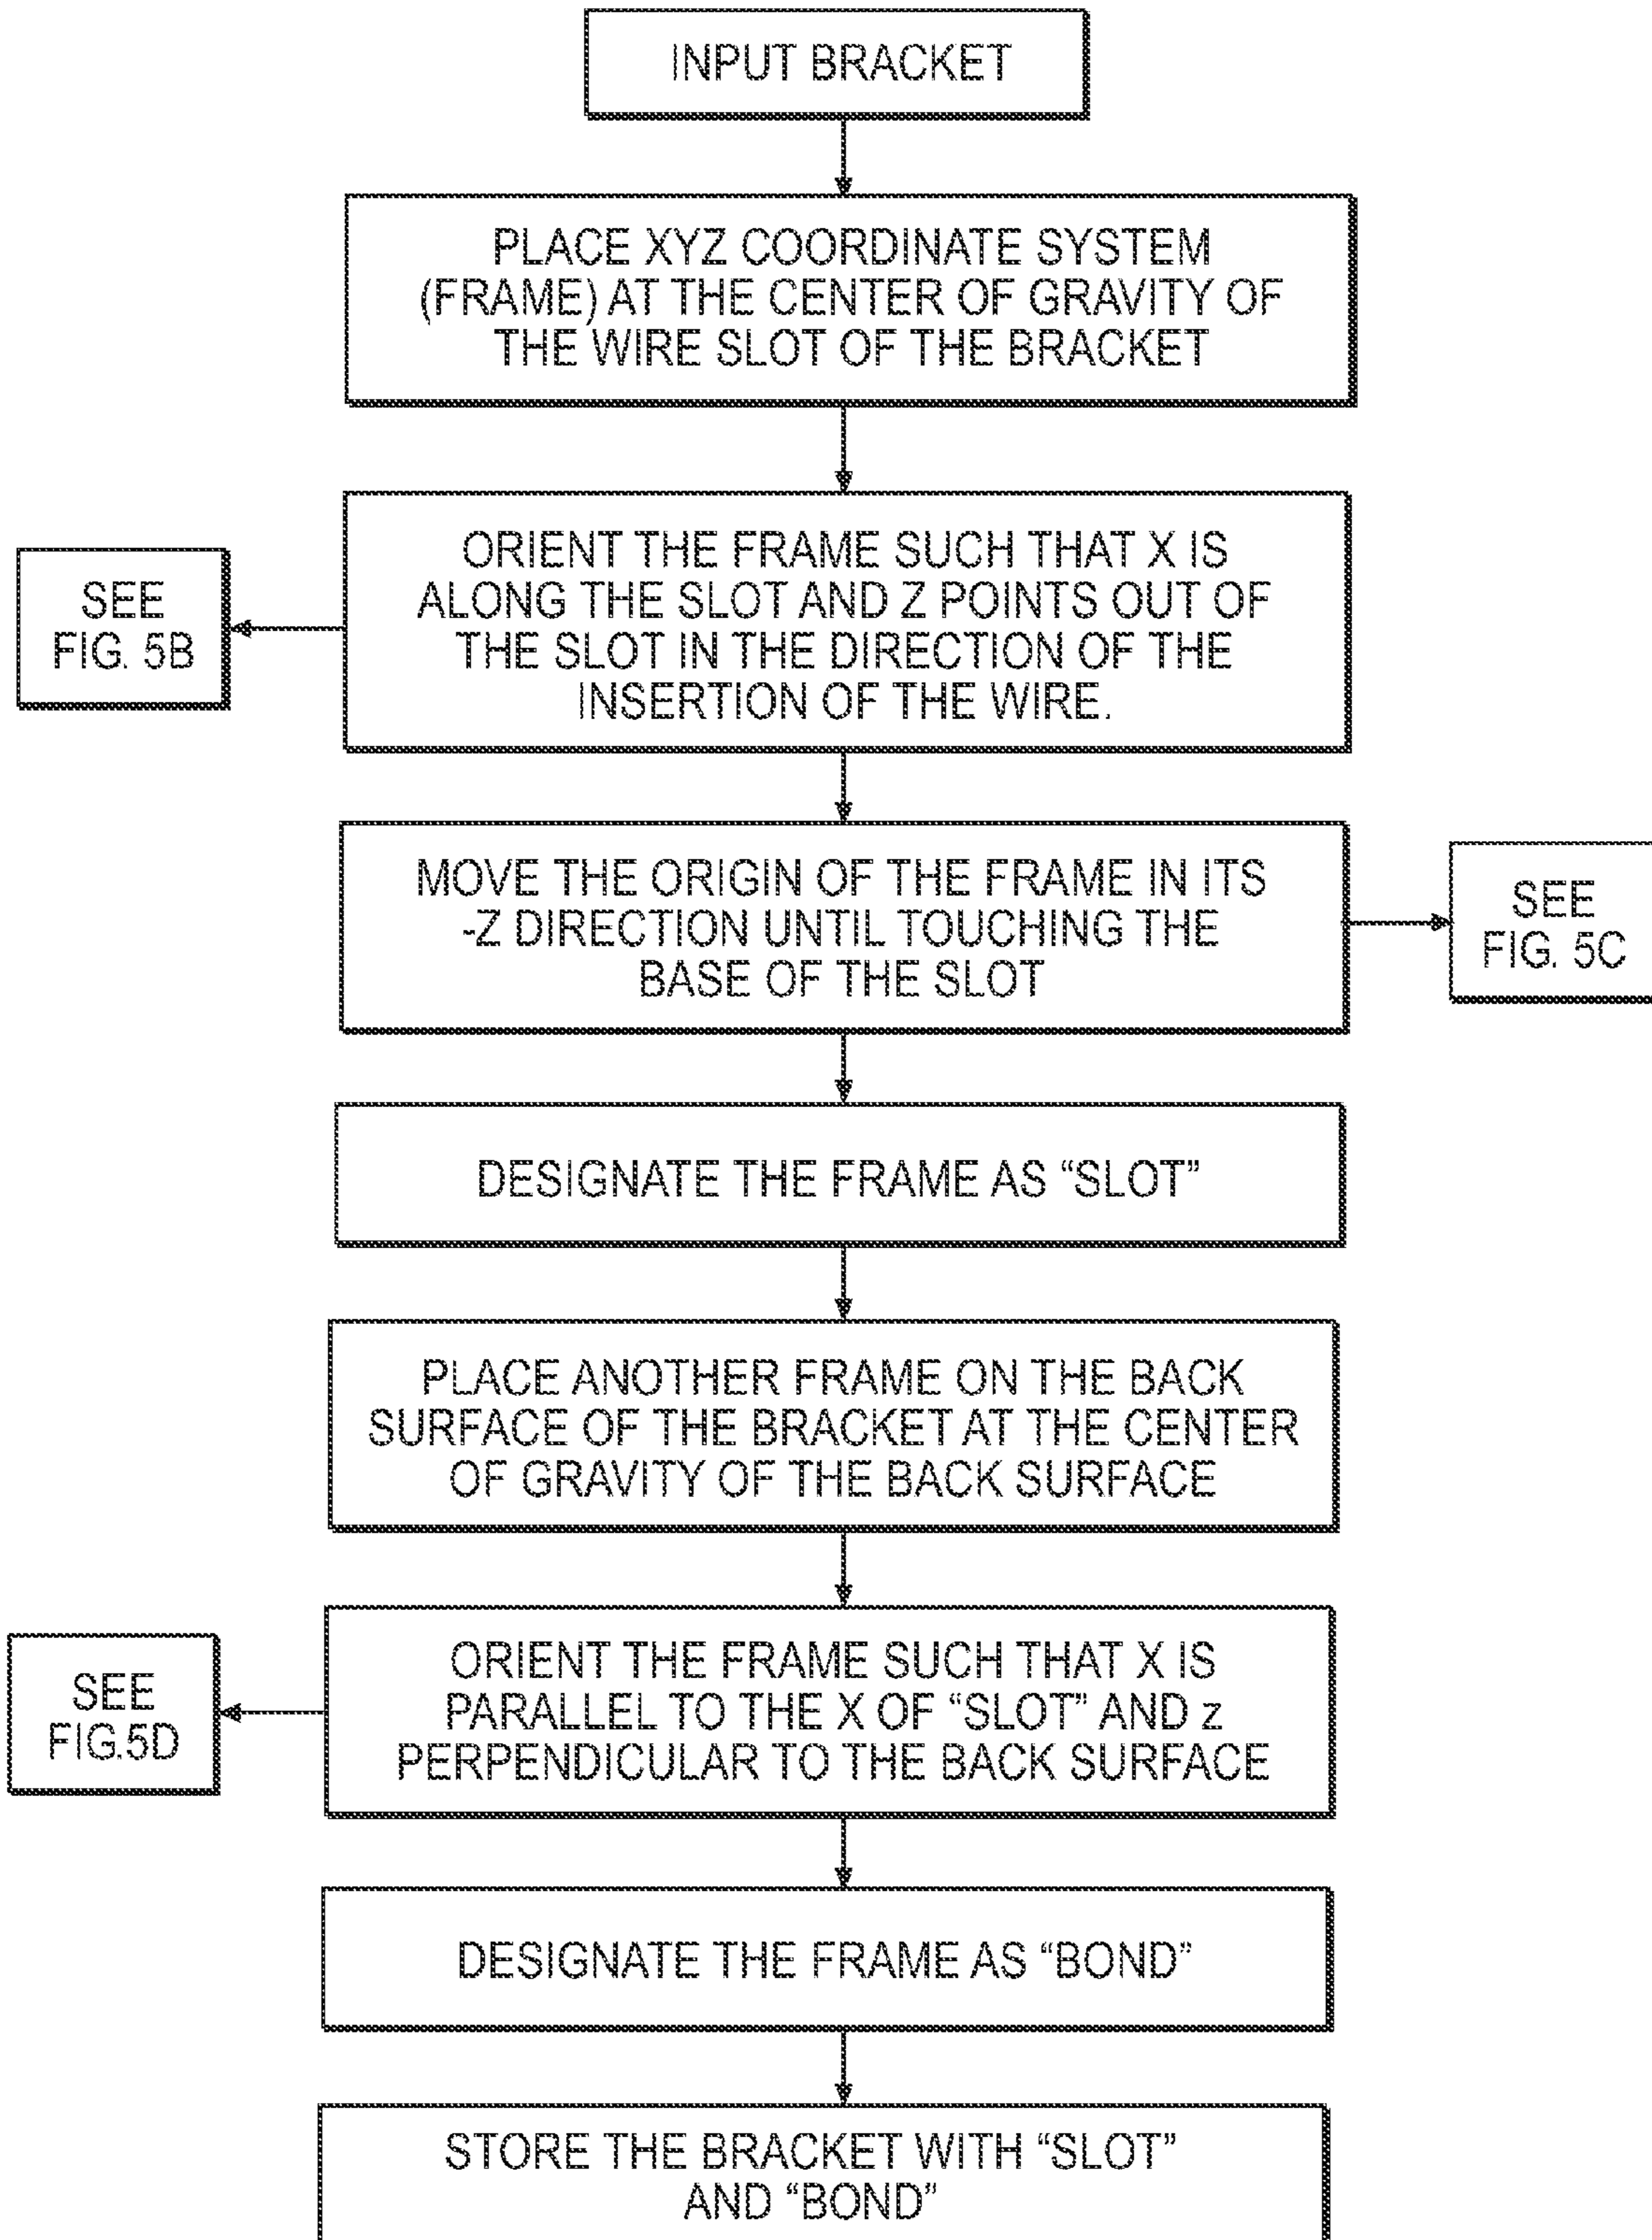 INPUT BRACKET
PLACE XYZ COORDINATE SYSTEM
(FRAME) AT THE CENTER OF GRAVITY OF
THE WIRE SLOT OF THE BRACKET
ORIENT THE FRAME SUCH THAT X IS
ALONG THE SLOT AND Z POINTS OUT OF
THE SLOT IN THE DIRECTION OF THE
INSERTION OF THE WIRE.
SEE
FIG. 5B
MOVE THE ORIGIN OF THE FRAME IN ITS
-Z DIRECTION UNTIL TOUCHING THE
BASE OF THE SLOT
SEE
FIG. 5C
DESIGNATE THE FRAME AS “SLOT”
PLACE ANOTHER FRAME ON THE BACK
SURFACE OF THE BRACKET AT THE CENTER
OF GRAVITY OF THE BACK SURFACE
ORIENT THE FRAME SUCH THAT X IS
PARALLEL TO THE X OF “SLOT” AND z
PERPENDICULAR TO THE BACK SURFACE
SEE
FIG.5D
DESIGNATE THE FRAME AS “BOND”
STORE THE BRACKET WITH “SLOT”
AND “BOND”